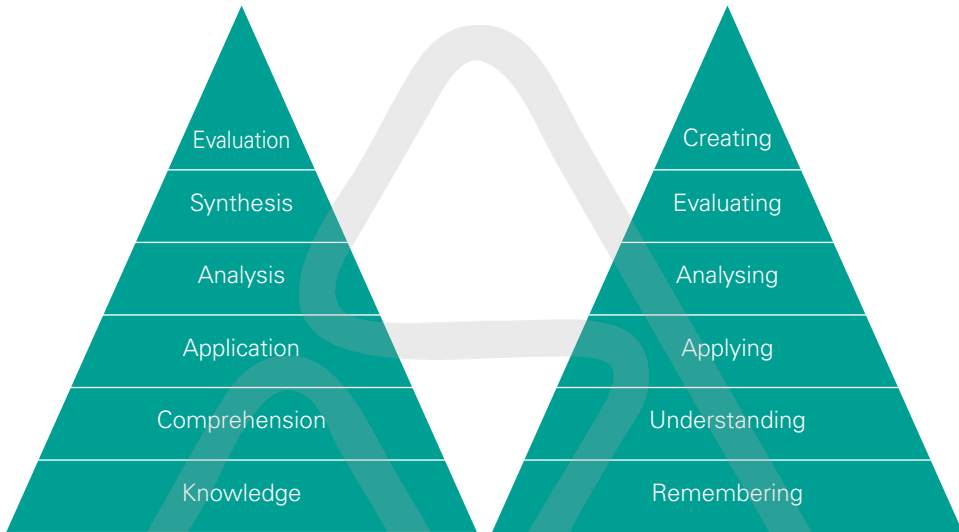 Evaluation
Synthesis
Analysis
Application
Comprehension
Knowledge
Creating
Evaluating
Analysing
Applying
Understanding
Remembering